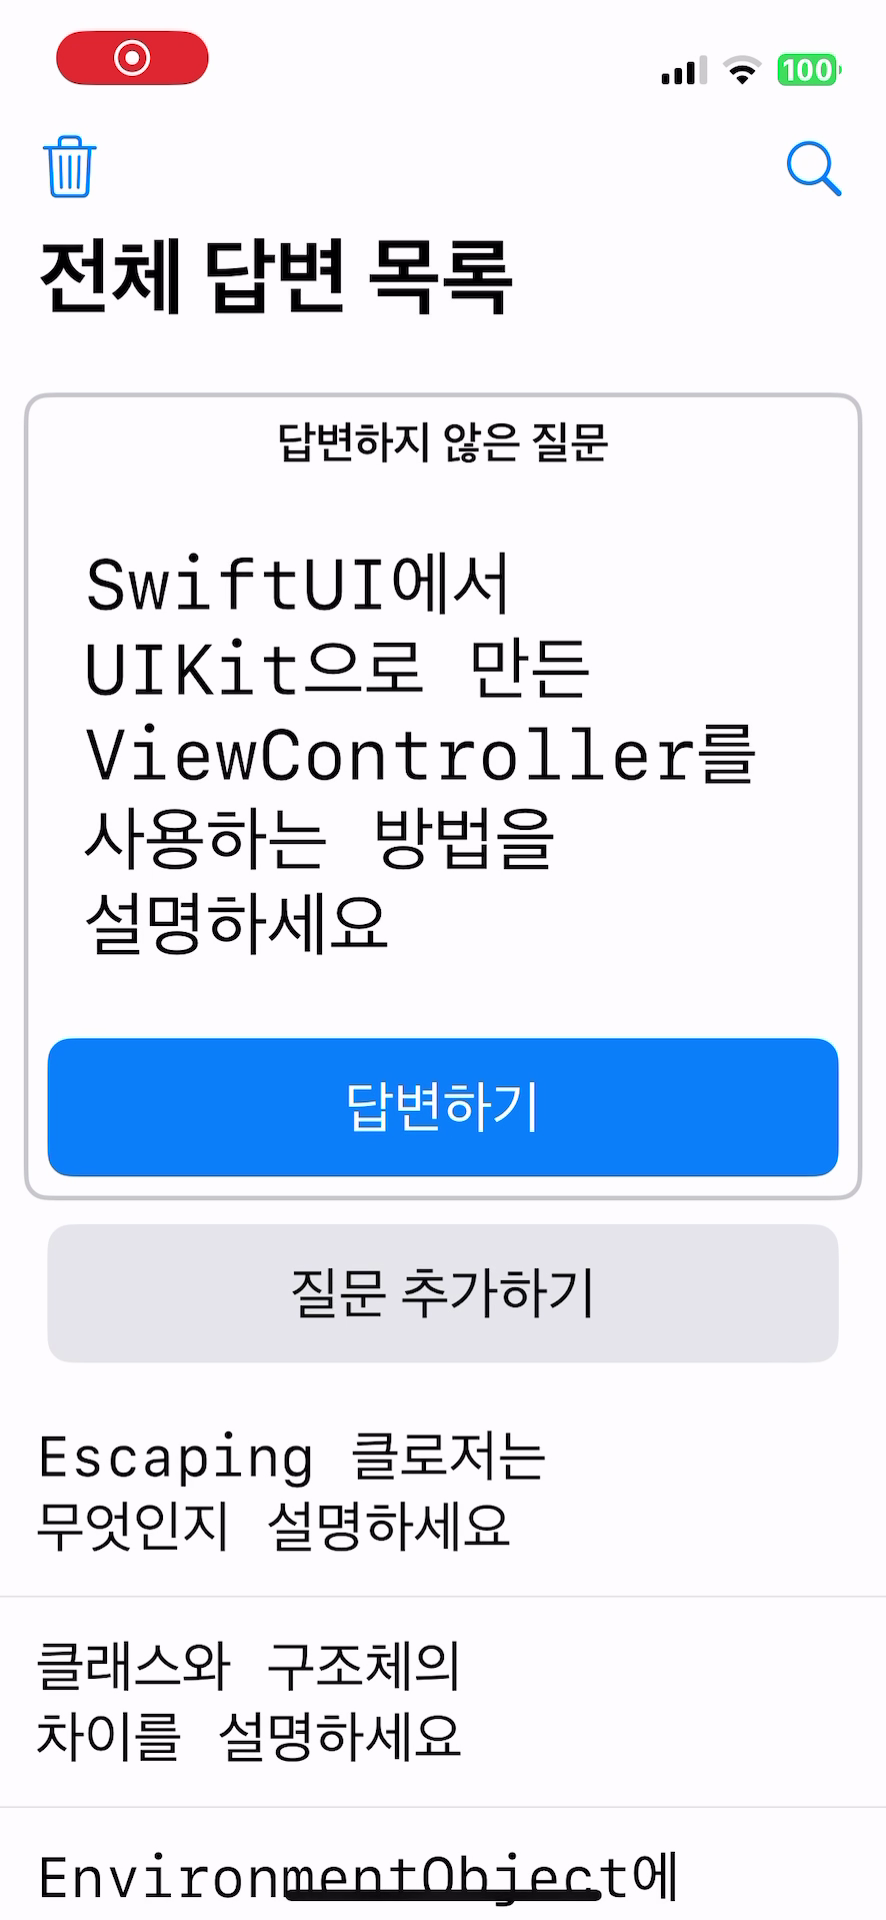 100
전체 답변 목록
답변하지 않은 질문
SwiftUI에서
UIKit으로 만든
ViewController를
사용하는 방법을
설명하세요
답변하기
질문 추가하기
Escaping 클로저는
무엇인지 설명하세요
클래스와 구조체의
차이를 설명하세요
EnvironmentObject에